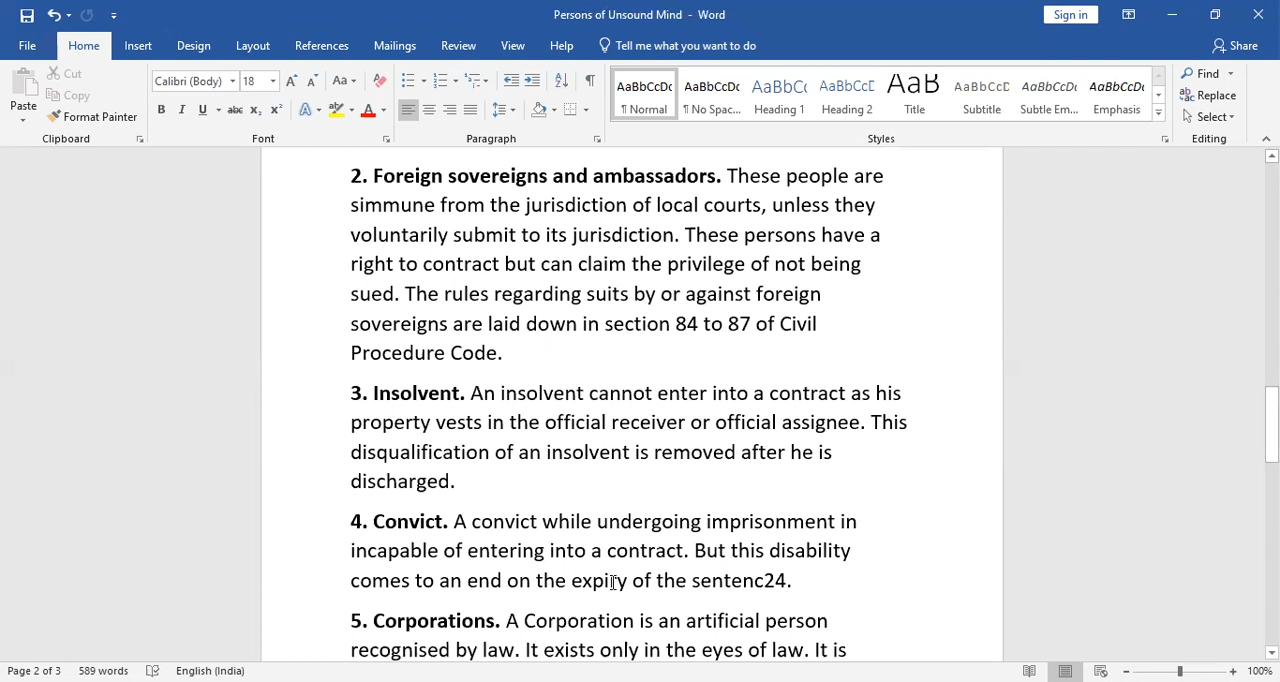 Persons of Unsound Mind - Word
Sign in
File Home Insert Design Layout References Mailings Review View Help Tell me what you want to do Share
Paste
Cut
Copy
Format Painter
Clipboard
Calibri (Body) 18
Font
Paragraph
AaBbCcDc AaBbCcDc AaBbCc AaBbCcD AaB AaBbCcD AaBbCcDc AaBbCcDc
¶ Normal ¶ No Spac... Heading 1 Heading 2 Title Subtitle Subtle Em... Emphasis
Styles
Find
Replace
Select
Editing
2. Foreign sovereigns and ambassadors. These people are
simmune from the jurisdiction of local courts, unless they
voluntarily submit to its jurisdiction. These persons have a
right to contract but can claim the privilege of not being
sued. The rules regarding suits by or against foreign
sovereigns are laid down in section 84 to 87 of Civil
Procedure Code.
3. Insolvent. An insolvent cannot enter into a contract as his
property vests in the official receiver or official assignee. This
disqualification of an insolvent is removed after he is
discharged.
4. Convict. A convict while undergoing imprisonment in
incapable of entering into a contract. But this disability
comes to an end on the expiry of the sentenc24.
5. Corporations. A Corporation is an artificial person
recognised by law. It exists only in the eyes of law. It is
Page 2 of 3 589 words English (India) 100%